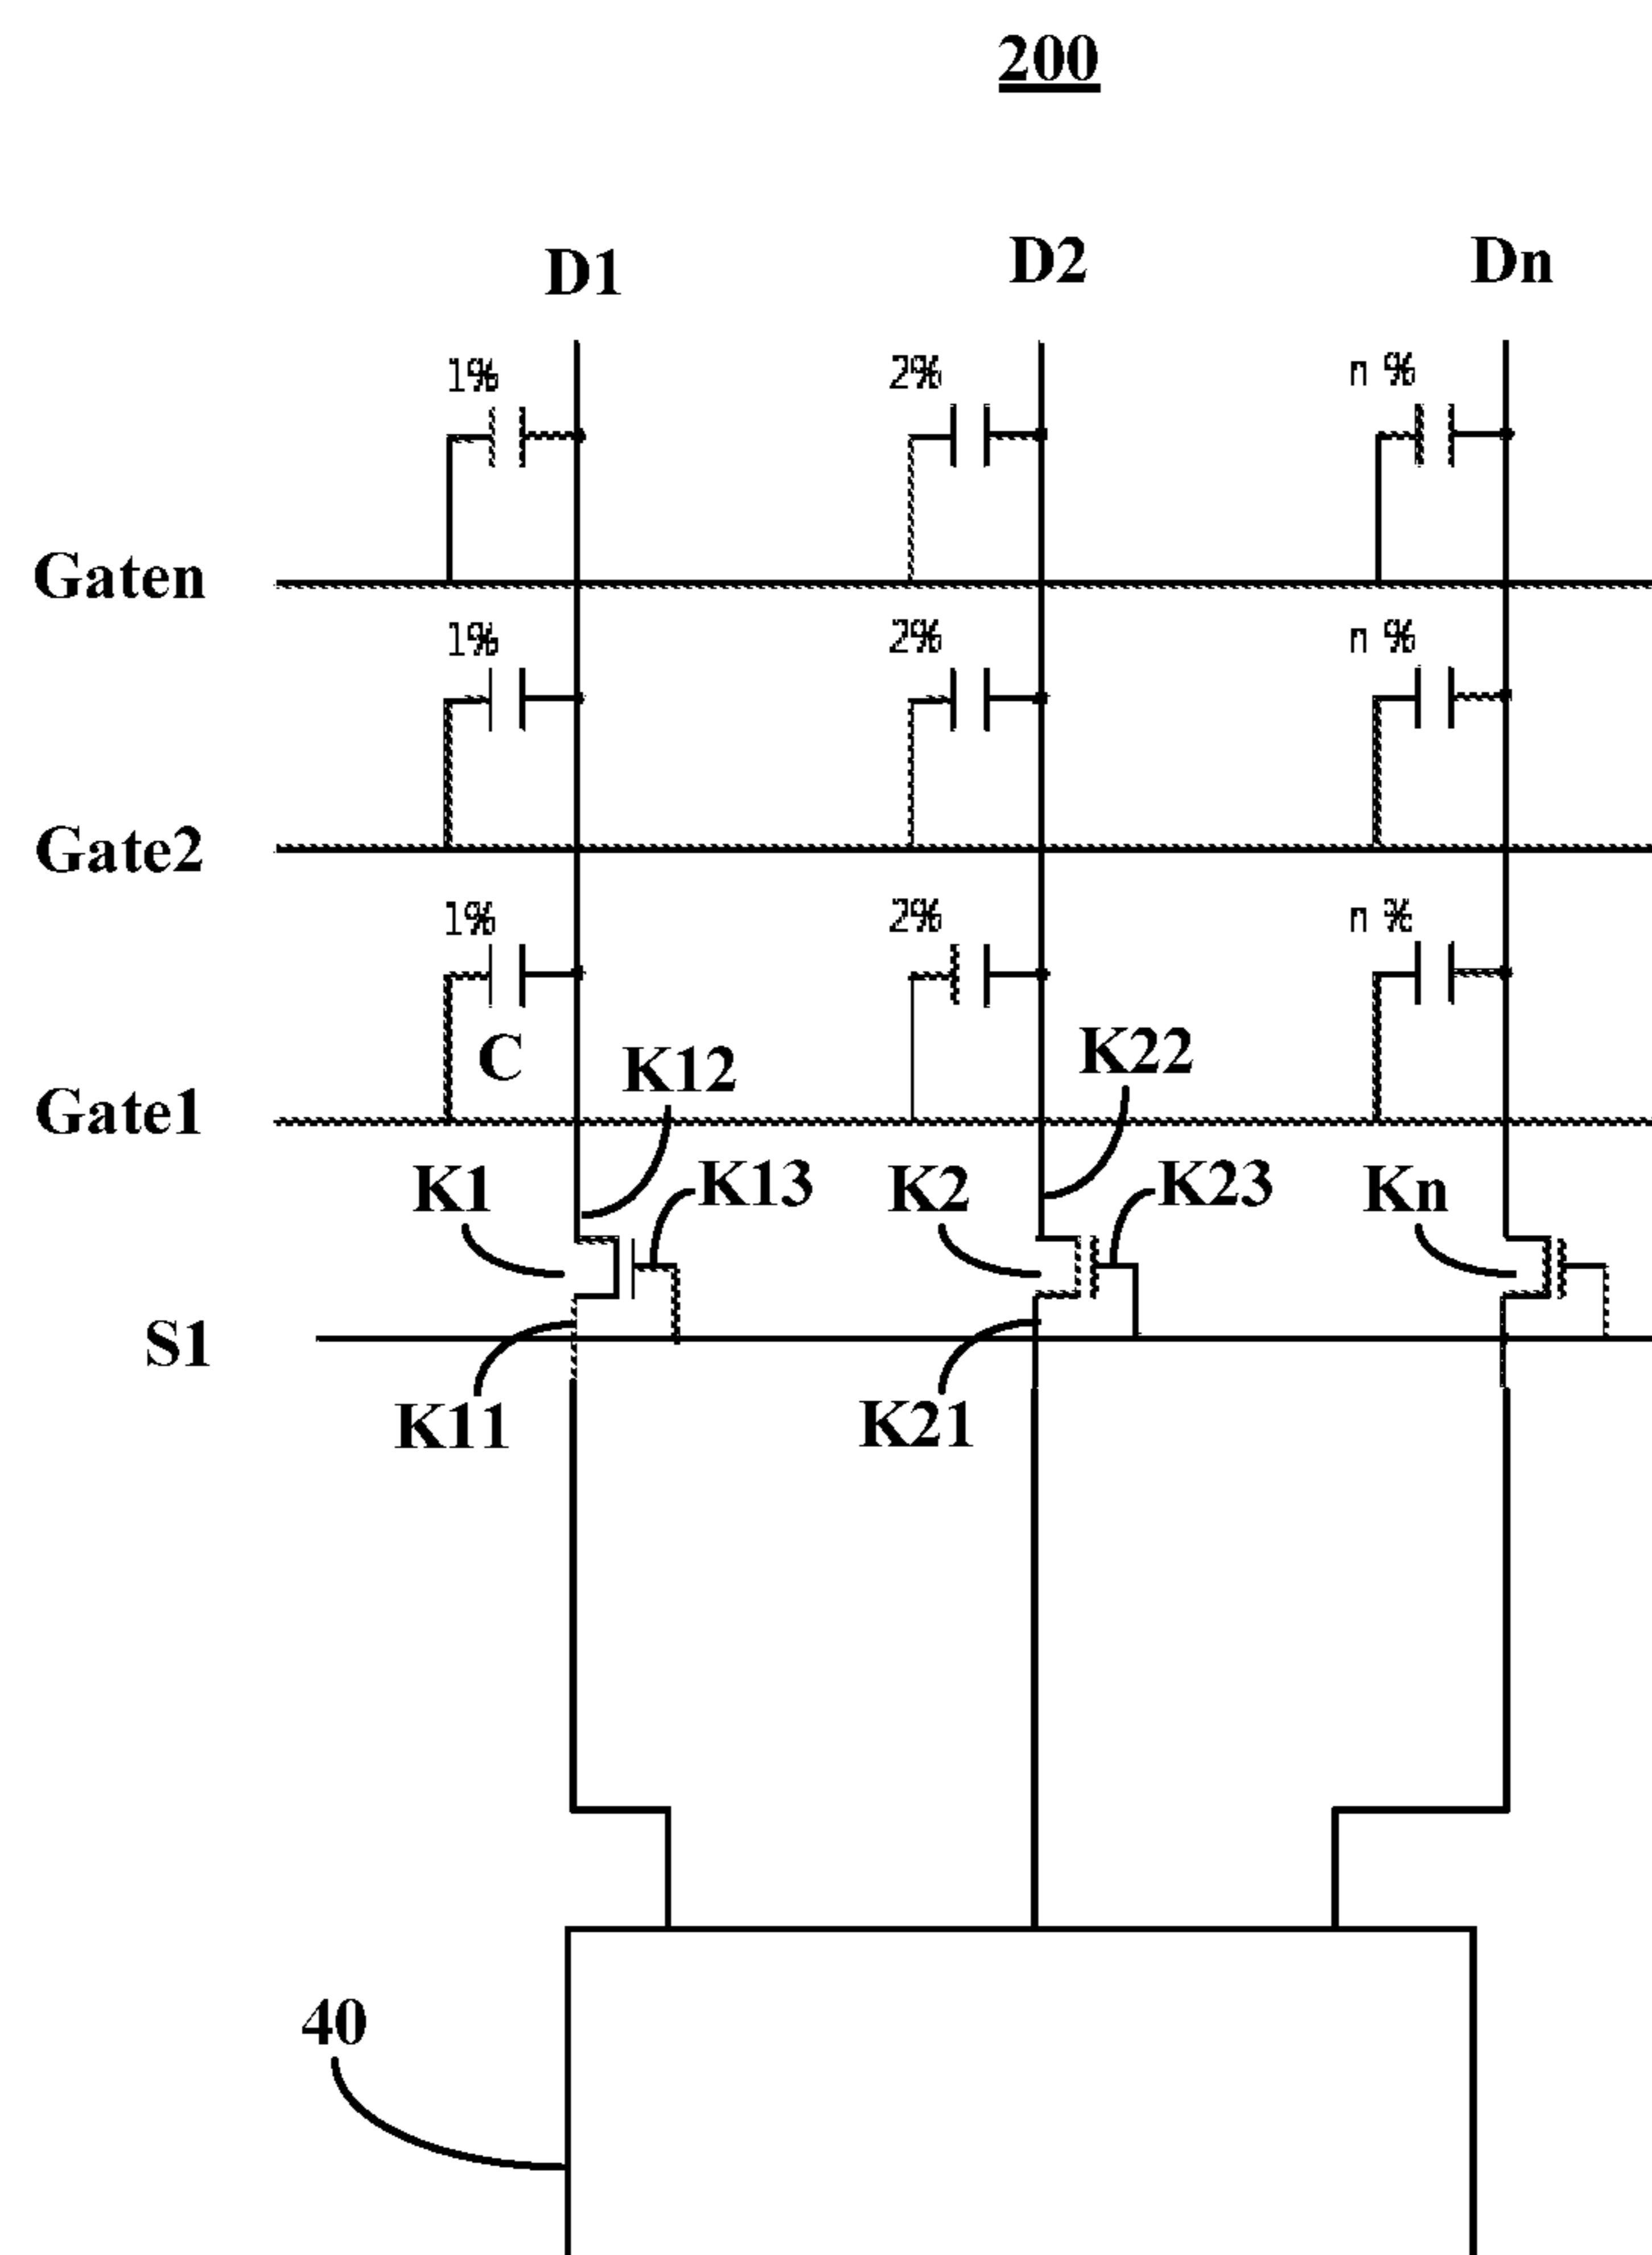 200
D1 D2 Dn
1% 2% n %
Gaten
1% 2% n %
Gate2
1% 2% n %
C K12 K22
Gate1
K1 K13 K2 K23 Kn
S1
K11 K21
40